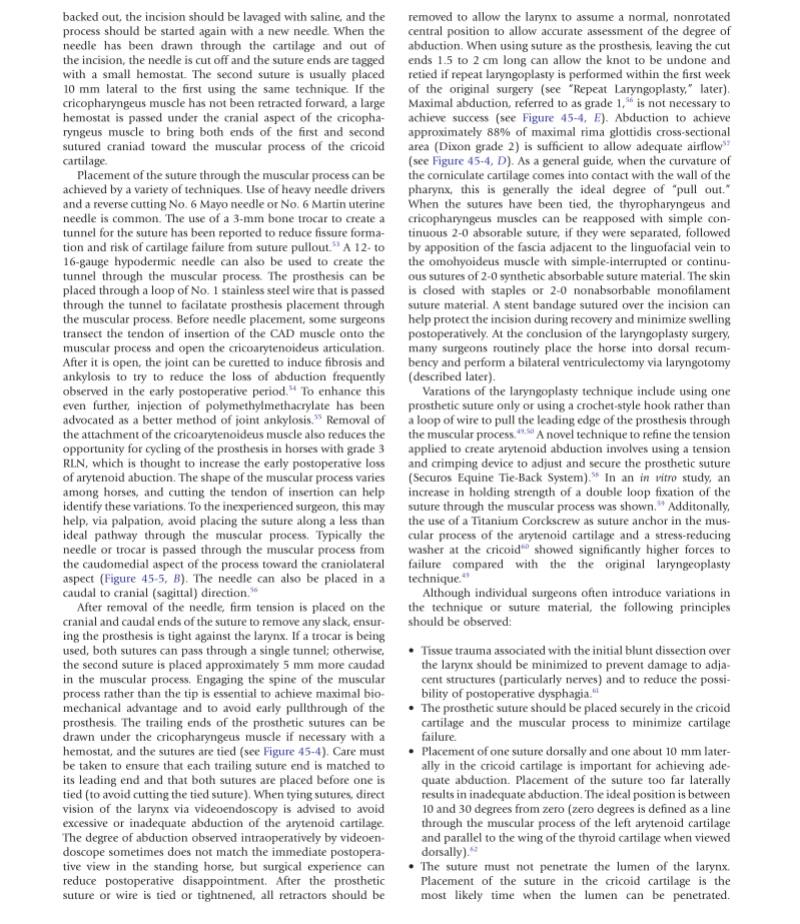 backed out, the incision should be lavaged with saline, and the
process should be started again with a new needle. When the
needle has been drawn through the cartilage and out of
the incision, the needle is cut off and the suture ends are tagged
with a small hemostat. The second suture is usually placed
10 mm lateral to the first using the same technique. If the
cricopharyngeus muscle has not been retracted forward, a large
hemostat is passed under the cranial aspect of the cricopha-
ryngeus muscle to bring both ends of the first and second
sutured craniad toward the muscular process of the cricoid
cartilage.
Placement of the suture through the muscular process can be
achieved by a variety of techniques. Use of heavy needle drivers
and a reverse cutting No. 6 Mayo needle or No. 6 Martin uterine
needle is common. The use of a 3-mm bone trocar to create a
tunnel for the suture has been reported to reduce fissure forma-
tion and risk of cartilage failure from suture pullout.53 A 12- to
16-gauge hypodermic needle can also be used to create the
tunnel through the muscular process. The prosthesis can be
placed through a loop of No. 1 stainless steel wire that is passed
through the tunnel to facilatate prosthesis placement through
the muscular process. Before needle placement, some surgeons
transect the tendon of insertion of the CAD muscle onto the
muscular process and open the cricoarytenoideus articulation.
After it is open, the joint can be curetted to induce fibrosis and
ankylosis to try to reduce the loss of abduction frequently
observed in the early postoperative period.54 To enhance this
even further, injection of polymethylmethacrylate has been
advocated as a better method of joint ankylosis.55 Removal of
the attachment of the cricoarytenoideus muscle also reduces the
opportunity for cycling of the prosthesis in horses with grade 3
RLN, which is thought to increase the early postoperative loss
of arytenoid abuction. The shape of the muscular process varies
among horses, and cutting the tendon of insertion can help
identify these variations. To the inexperienced surgeon, this may
help, via palpation, avoid placing the suture along a less than
ideal pathway through the muscular process. Typically the
needle or trocar is passed through the muscular process from
the caudomedial aspect of the process toward the craniolateral
aspect (Figure 45-5, B). The needle can also be placed in a
caudal to cranial (sagittal) direction.56
After removal of the needle, firm tension is placed on the
cranial and caudal ends of the suture to remove any slack, ensur-
ing the prosthesis is tight against the larynx. If a trocar is being
used, both sutures can pass through a single tunnel; otherwise,
the second suture is placed approximately 5 mm more caudad
in the muscular process. Engaging the spine of the muscular
process rather than the tip is essential to achieve maximal bio-
mechanical advantage and to avoid early pullthrough of the
prosthesis. The trailing ends of the prosthetic sutures can be
drawn under the cricopharyngeus muscle if necessary with a
hemostat, and the sutures are tied (see Figure 45-4). Care must
be taken to ensure that each trailing suture end is matched to
its leading end and that both sutures are placed before one is
tied (to avoid cutting the tied suture). When tying sutures, direct
vision of the larynx via videoendoscopy is advised to avoid
excessive or inadequate abduction of the arytenoid cartilage.
The degree of abduction observed intraoperatively by videoen-
doscope sometimes does not match the immediate postopera-
tive view in the standing horse, but surgical experience can
reduce postoperative disappointment. After the prosthetic
suture or wire is tied or tightnened, all retractors should be
removed to allow the larynx to assume a normal, nonrotated
central position to allow accurate assessment of the degree of
abduction. When using suture as the prosthesis, leaving the cut
ends 1.5 to 2 cm long can allow the knot to be undone and
retied if repeat laryngoplasty is performed within the first week
of the original surgery (see "Repeat Laryngoplasty," later).
Maximal abduction, referred to as grade 1,56 is not necessary to
achieve success (see Figure 45-4, E). Abduction to achieve
approximately 88% of maximal rima glottidis cross-sectional
area (Dixon grade 2) is sufficient to allow adequate airflow57
(see Figure 45-4, D). As a general guide, when the curvature of
the corniculate cartilage comes into contact with the wall of the
pharynx, this is generally the ideal degree of "pull out."
When the sutures have been tied, the thyropharyngeus and
cricopharyngeus muscles can be reapposed with simple con-
tinuous 2-0 absorable suture, if they were separated, followed
by apposition of the fascia adjacent to the linguofacial vein to
the omohyoideus muscle with simple-interrupted or continu-
ous sutures of 2-0 synthetic absorbable suture material. The skin
is closed with staples or 2-0 nonabsorbable monofilament
suture material. A stent bandage sutured over the incision can
help protect the incision during recovery and minimize swelling
postoperatively. At the conclusion of the laryngoplasty surgery,
many surgeons routinely place the horse into dorsal recum-
bency and perform a bilateral ventriculectomy via laryngotomy
(described later).
Varations of the laryngoplasty technique include using one
prosthetic suture only or using a crochet-style hook rather than
a loop of wire to pull the leading edge of the prosthesis through
the muscular process.49,50 A novel technique to refine the tension
applied to create arytenoid abduction involves using a tension
and crimping device to adjust and secure the prosthetic suture
(Securos Equine Tie-Back System).58 In an in vitro study, an
increase in holding strength of a double loop fixation of the
suture through the muscular process was shown.59 Additonally,
the use of a Titanium Corckscrew as suture anchor in the mus-
cular process of the arytenoid cartilage and a stress-reducing
washer at the cricoid60 showed significantly higher forces to
failure compared with the the original laryngeoplasty
technique.49
Although individual surgeons often introduce variations in
the technique or suture material, the following principles
should be observed:
• Tissue trauma associated with the initial blunt dissection over
the larynx should be minimized to prevent damage to adja-
cent structures (particularly nerves) and to reduce the possi-
bility of postoperative dysphagia.61
• The prosthetic suture should be placed securely in the cricoid
cartilage and the muscular process to minimize cartilage
failure.
• Placement of one suture dorsally and one about 10 mm later-
ally in the cricoid cartilage is important for achieving ade-
quate abduction. Placement of the suture too far laterally
results in inadequate abduction. The ideal position is between
10 and 30 degrees from zero (zero degrees is defined as a line
through the muscular process of the left arytenoid cartilage
and parallel to the wing of the thyroid cartilage when viewed
dorsally).62
• The suture must not penetrate the lumen of the larynx.
Placement of the suture in the cricoid cartilage is the
most likely time when the lumen can be penetrated.